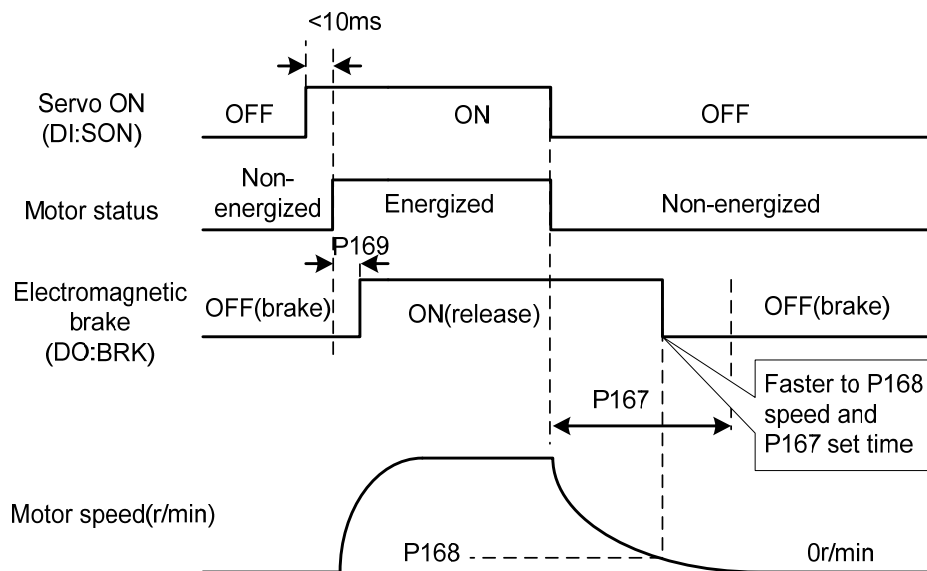 <10ms
Servo ON
(DI:SON)
OFF
ON
OFF
Motor status
Non-
energized
Energized
Non-energized
P169
Electromagnetic
brake
(DO:BRK)
OFF(brake)
ON(release)
OFF(brake)
P167
Faster to P168
speed and
P167 set time
Motor speed(r/min)
P168
0r/min